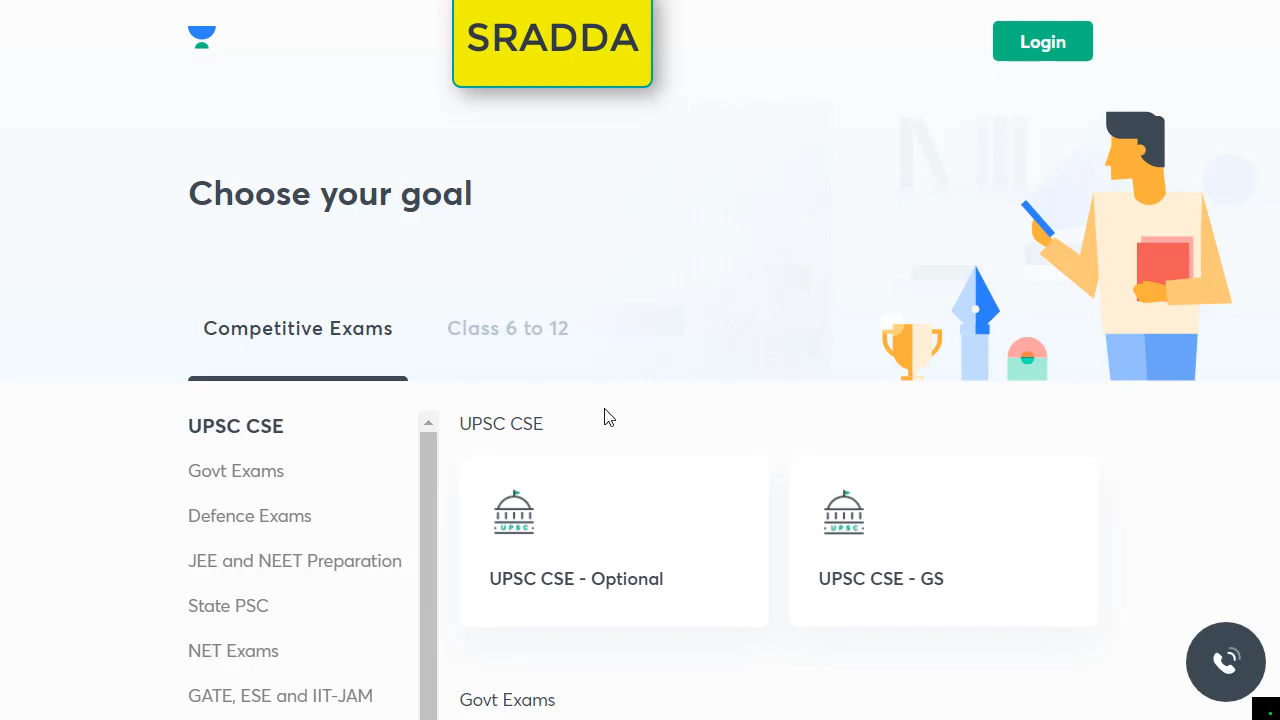 SRADDA
Login
Choose your goal
Competitive Exams
Class 6 to 12
UPSC CSE
Govt Exams
Defence Exams
JEE and NEET Preparation
State PSC
NET Exams
GATE, ESE and IIT-JAM
UPSC CSE
UPSC
UPSC CSE - Optional
UPSC
UPSC CSE - GS
Govt Exams